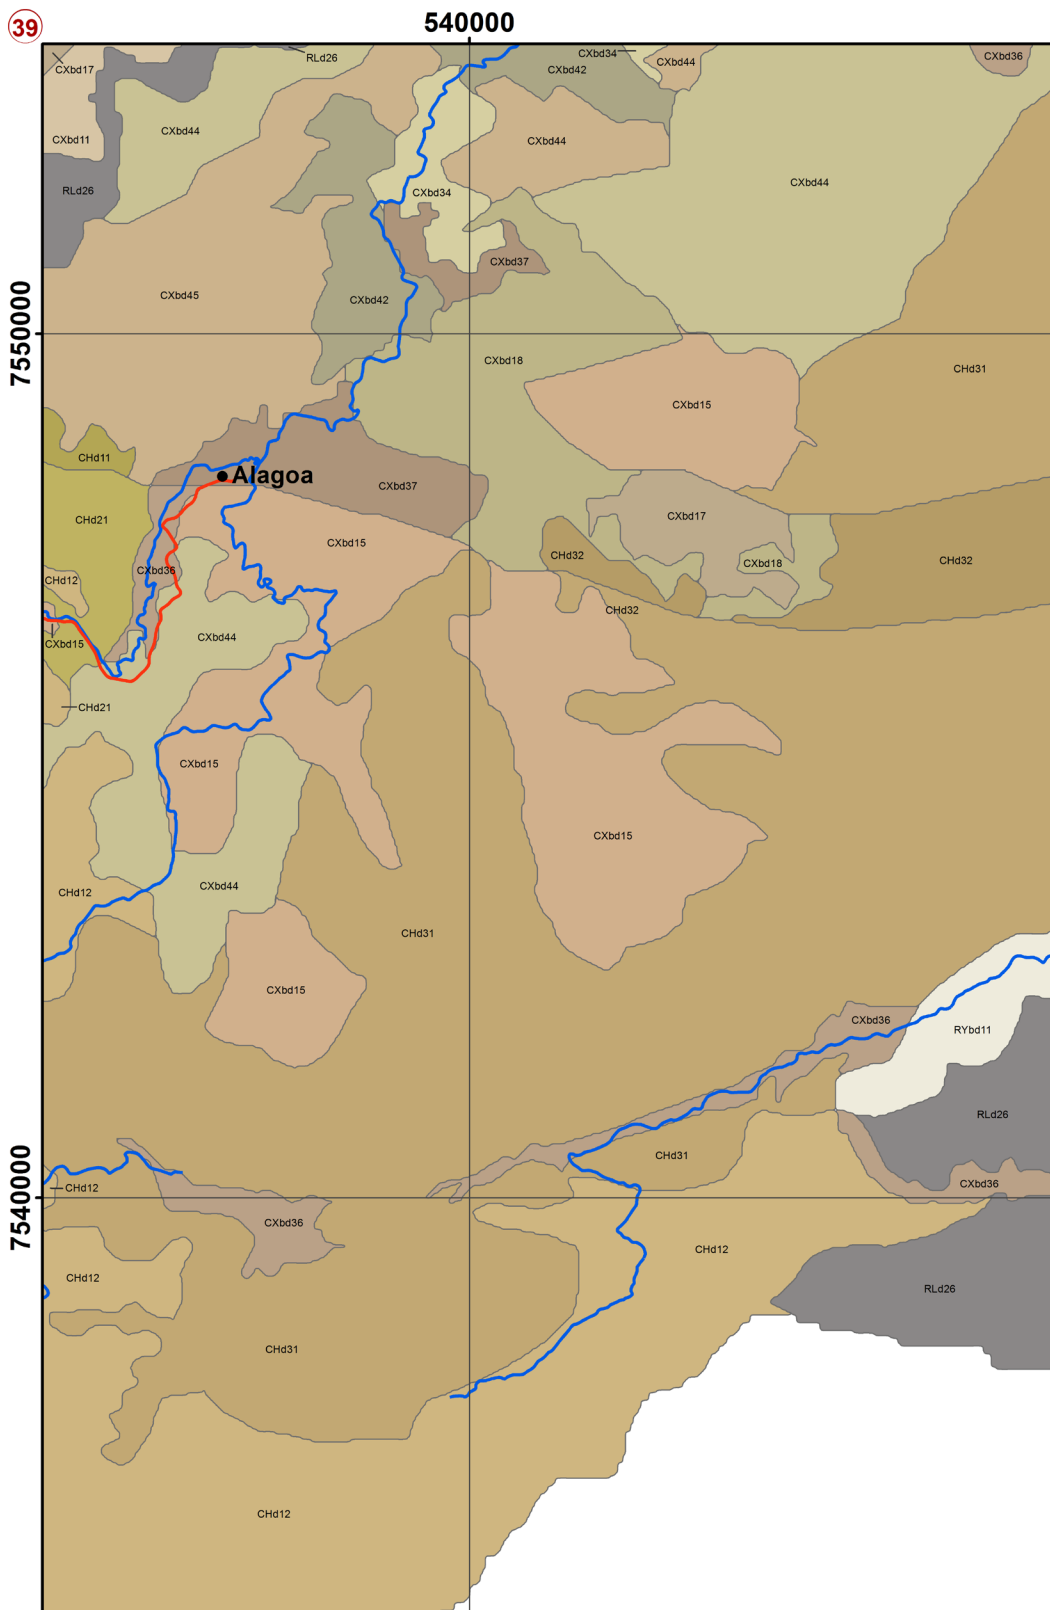 39
540000
CXbd17
RLd26
CXbd34
CXbd42
CXbd44
CXbd36
CXbd11
CXbd44
CXbd44
RLd26
CXbd34
CXbd44
CXbd37
CXbd45
CXbd42
7550000
CXbd18
CHd31
CXbd15
CHd11
Alagoa
CXbd37
CHd21
CXbd17
CXbd15
CHd32
CXbd18
CHd32
CXbd36
CHd12
CHd32
CXbd15
CXbd44
CHd21
CXbd15
CXbd15
CXbd44
CHd12
CHd31
CXbd15
CXbd36
RYbd11
RLd26
7540000
CHd31
CHd12
CXbd36
CXbd36
CHd12
CHd12
RLd26
CHd31
CHd12